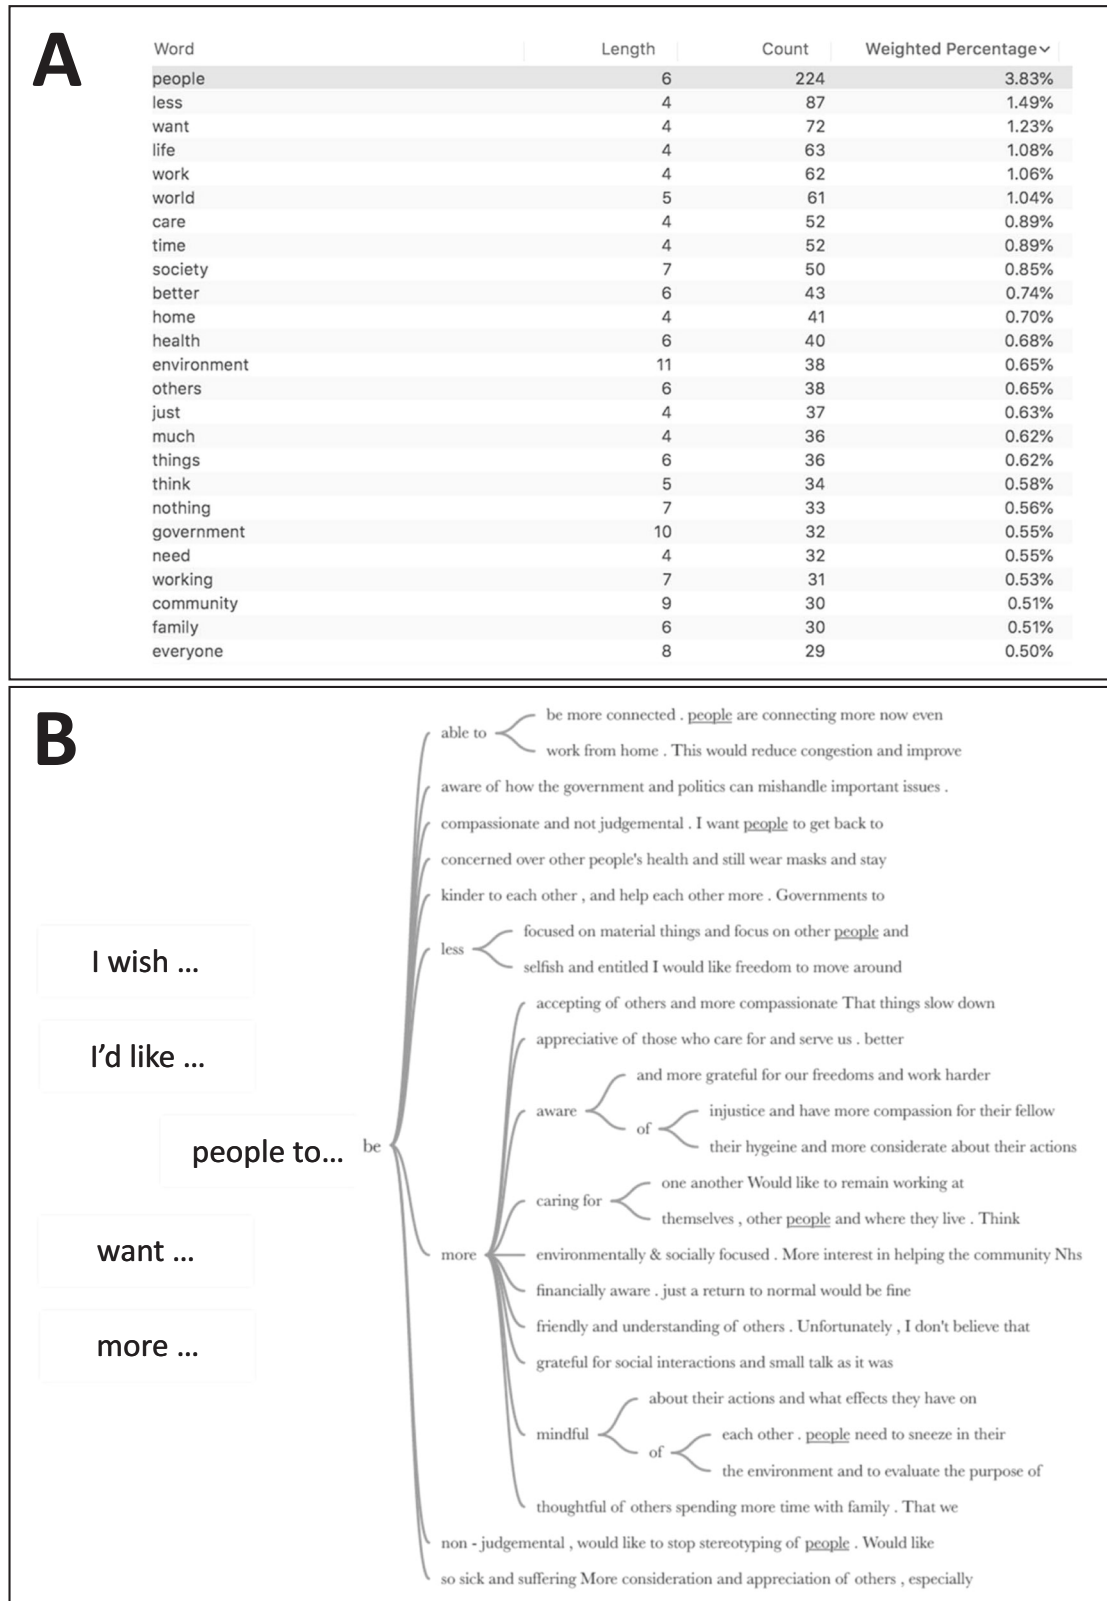 A
Word Length Count Weighted Percentage
people 6 224 3.83%
less 4 87 1.49%
want 4 72 1.23%
life 4 63 1.08%
work 4 62 1.06%
world 5 61 1.04%
care 4 52 0.89%
time 4 52 0.89%
society 7 50 0.85%
better 6 43 0.74%
home 4 41 0.70%
health 6 40 0.68%
environment 11 38 0.65%
others 6 38 0.65%
just 4 37 0.63%
much 4 36 0.62%
things 6 36 0.62%
think 5 34 0.58%
nothing 7 33 0.56%
government 10 32 0.55%
need 4 32 0.55%
working 7 31 0.53%
community 9 30 0.51%
family 6 30 0.51%
everyone 8 29 0.50%
B
I wish ...
I'd like ...
people to...
want ...
more ...
be
able to
be more connected . people are connecting more now even
work from home . This would reduce congestion and improve
aware of how the government and politics can mishandle important issues .
compassionate and not judgemental . I want people to get back to
concerned over other people's health and still wear masks and stay
kinder to each other , and help each other more . Governments to
less
focused on material things and focus on other people and
selfish and entitled I would like freedom to move around
more
accepting of others and more compassionate That things slow down
appreciative of those who care for and serve us . better
aware
and more grateful for our freedoms and work harder
of
injustice and have more compassion for their fellow
their hygeine and more considerate about their actions
caring for
one another Would like to remain working at
themselves , other people and where they live . Think
environmentally & socially focused . More interest in helping the community Nhs
financially aware . just a return to normal would be fine
friendly and understanding of others . Unfortunately , I don't believe that
grateful for social interactions and small talk as it was
mindful
about their actions and what effects they have on
of
each other . people need to sneeze in their
the environment and to evaluate the purpose of
thoughtful of others spending more time with family . That we
non - judgemental , would like to stop stereotyping of people . Would like
so sick and suffering More consideration and appreciation of others , especially